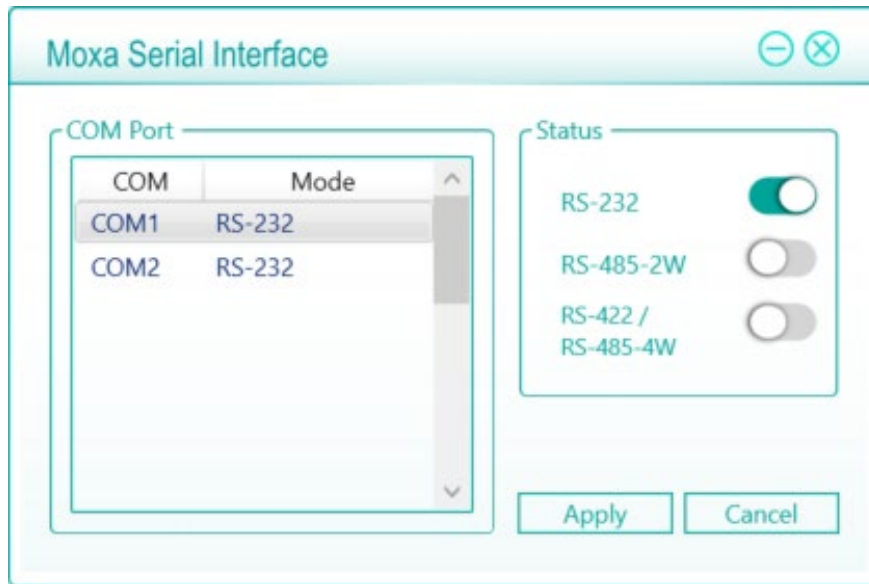 Moxa Serial Interface
COM Port
COM Mode
COM1 RS-232
COM2 RS-232
Status
RS-232
RS-485-2W
RS-422 /
RS-485-4W
Apply Cancel